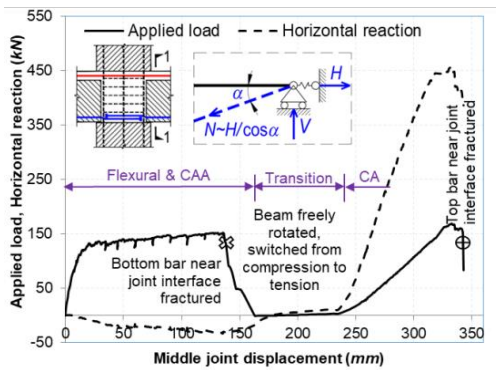 Applied load
Horizontal reaction
550
450
350
250
150
50
-50
Applied load, Horizontal reaction (kN)
1
1
α
H
N~H/cosα
V
Flexural & CAA
Transition
CA
Beam freely
rotated,
switched from
compression to
tension
Bottom bar near
joint interface
fractured
Top bar near joint
interface fractured
0
50
100
150
200
250
300
350
400
Middle joint displacement (mm)